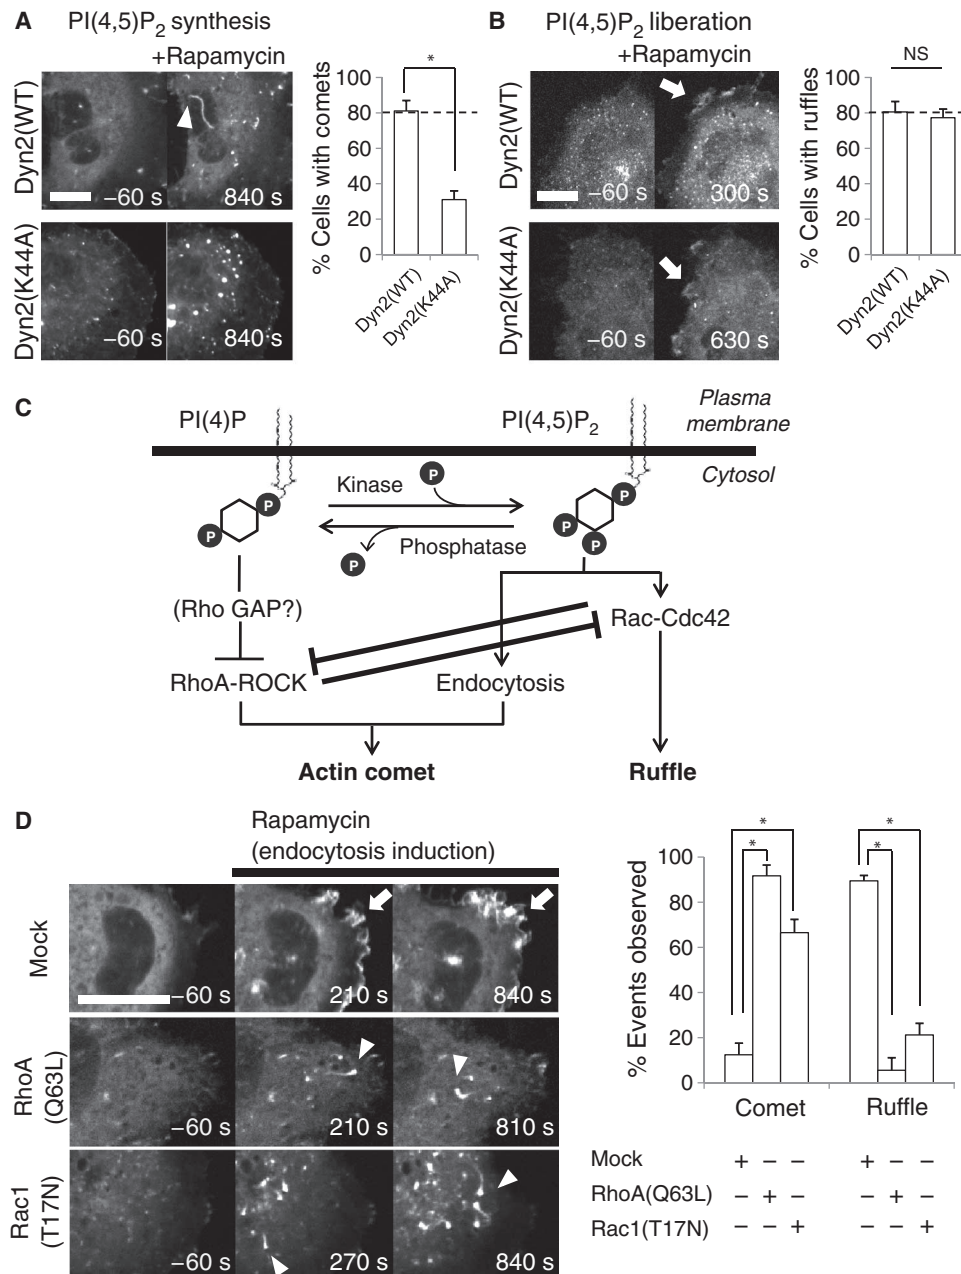 A
PI(4,5)P2 synthesis
+Rapamycin
Dyn2(WT)
−60 s
840 s
Dyn2(K44A)
−60 s
840 s
% Cells with comets
100
80
60
40
20
0
*
Dyn2(WT)
Dyn2(K44A)
B
PI(4,5)P2 liberation
+Rapamycin
Dyn2(WT)
−60 s
300 s
Dyn2(K44A)
−60 s
630 s
% Cells with ruffles
100
80
60
40
20
0
NS
Dyn2(WT)
Dyn2(K44A)
C
PI(4)P
PI(4,5)P2
Plasma
membrane
Cytosol
P
P
Kinase
P
Phosphatase
P
P
P
P
(Rho GAP?)
Rac-Cdc42
RhoA-ROCK
Endocytosis
Actin comet
Ruffle
D
Rapamycin
(endocytosis induction)
Mock
−60 s
210 s
840 s
RhoA
(Q63L)
−60 s
210 s
810 s
Rac1
(T17N)
−60 s
270 s
840 s
% Events observed
100
80
60
40
20
0
*
*
*
*
Comet
Ruffle
Mock + − − + − −
RhoA(Q63L) − + − − + −
Rac1(T17N) − − + − − +